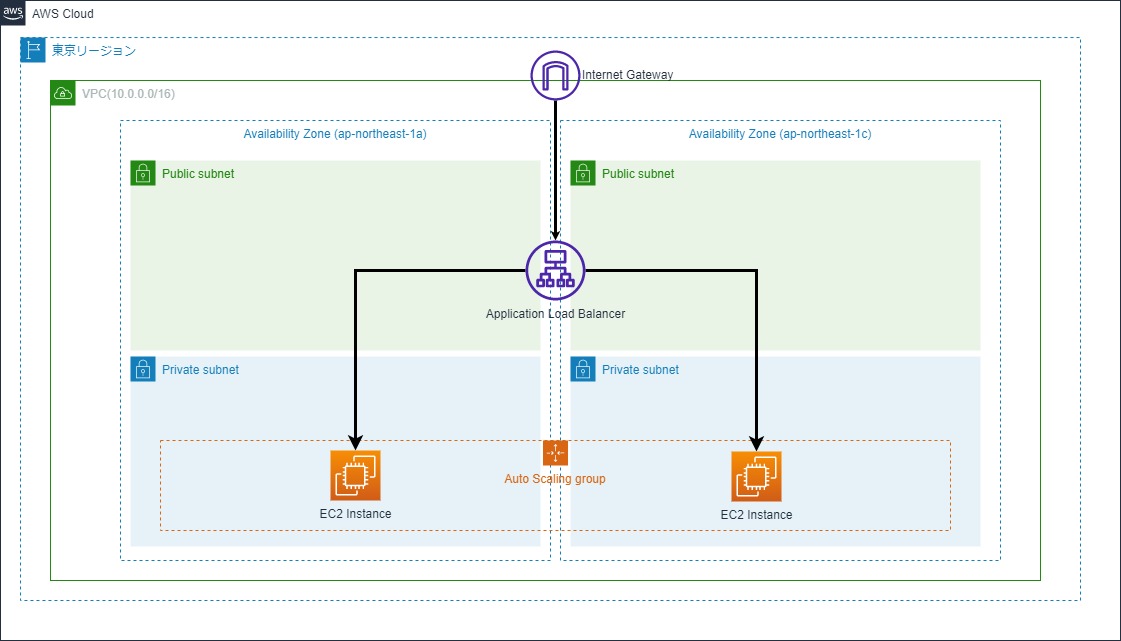 aws
AWS Cloud
東京リージョン
Internet Gateway
VPC(10.0.0.0/16)
Availability Zone (ap-northeast-1a)
Availability Zone (ap-northeast-1c)
Public subnet
Public subnet
Application Load Balancer
Private subnet
Private subnet
Auto Scaling group
EC2 Instance
EC2 Instance